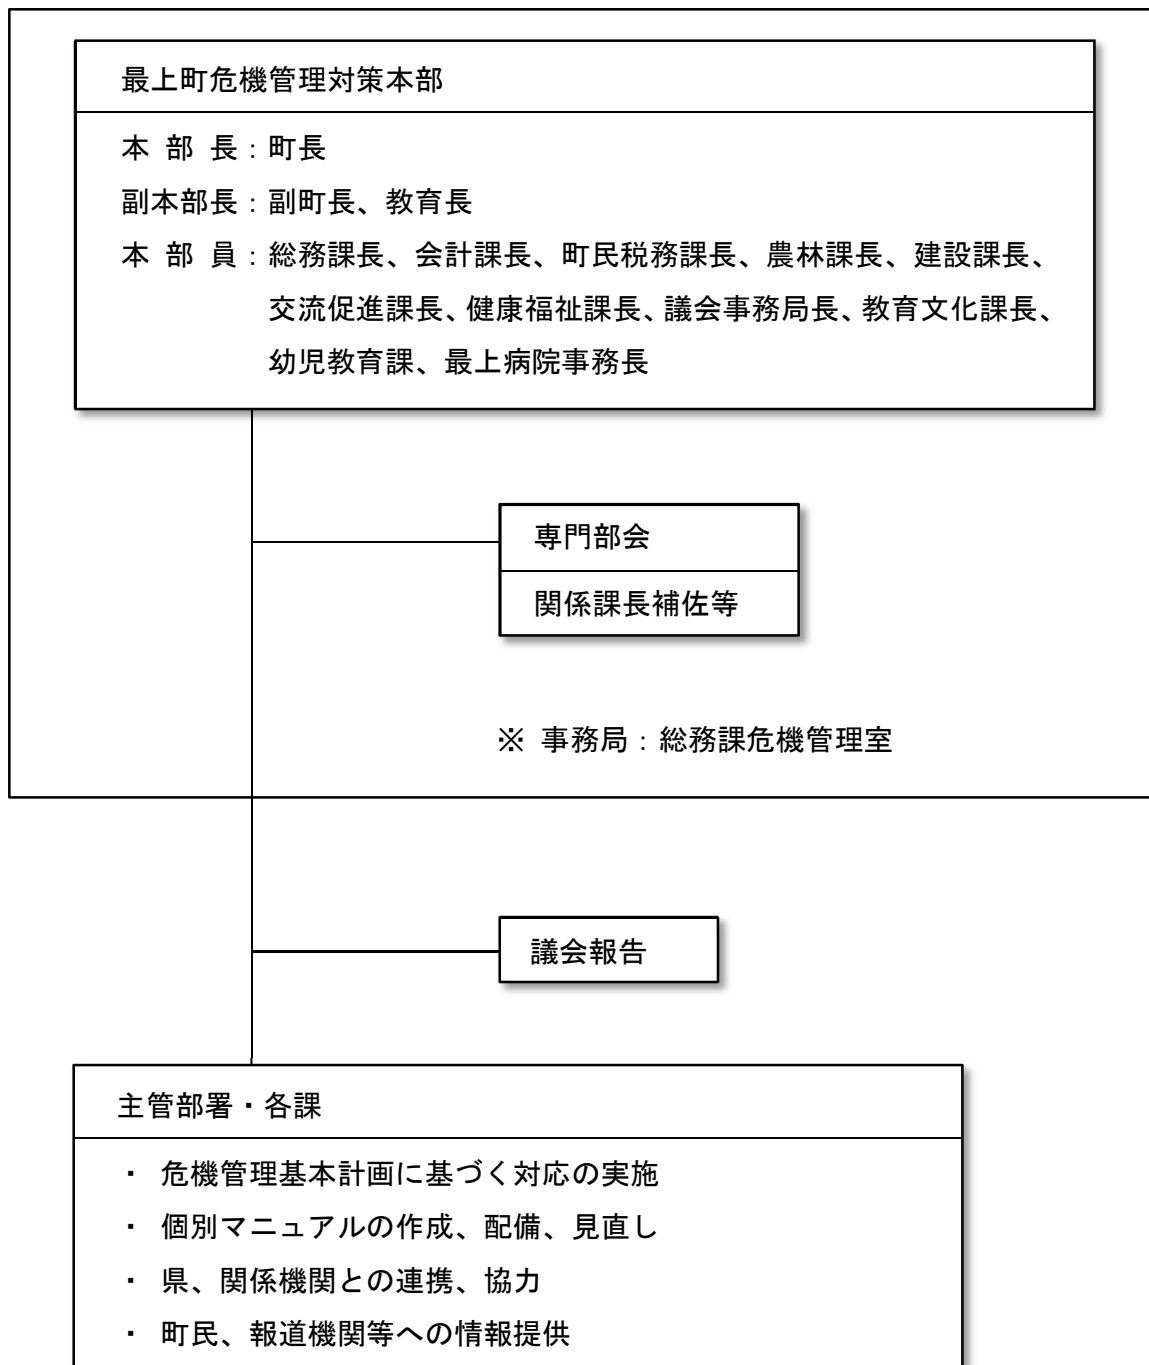 最上町危機管理対策本部
本 部 長：町長
副本部長：副町長、教育長
本 部 員：総務課長、会計課長、町民税務課長、農林課長、建設課長、
交流促進課長、健康福祉課長、議会事務局長、教育文化課長、
幼児教育課、最上病院事務長
専門部会
関係課長補佐等
※ 事務局：総務課危機管理室
議会報告
主管部署・各課
・ 危機管理基本計画に基づく対応の実施
・ 個別マニュアルの作成、配備、見直し
・ 県、関係機関との連携、協力
・ 町民、報道機関等への情報提供